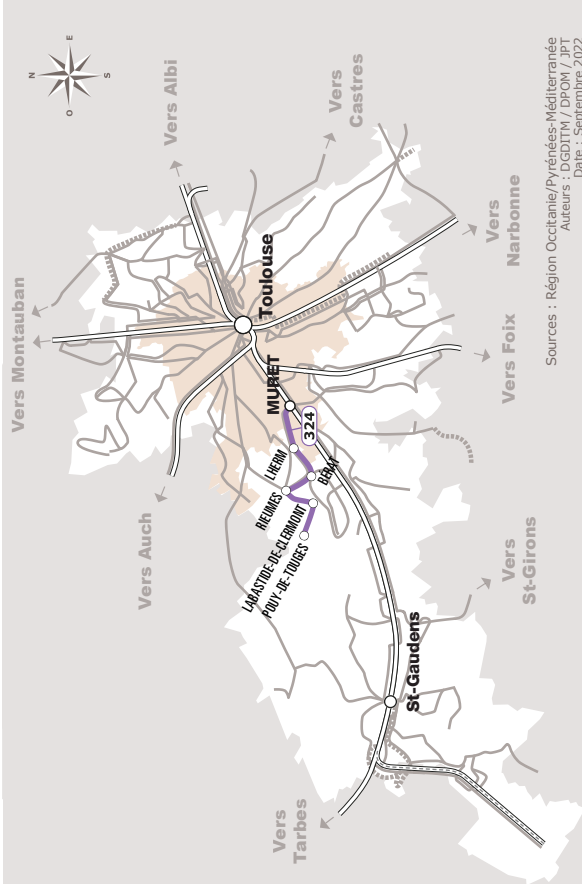 N
E
S
O
Vers Albi
Vers
Castres
Vers Montauban
Toulouse
Vers
Narbonne
MURET
324
Vers Foix
LHERM
BÉRAT
RIEUMES
LABASTIDE-DE-CLERMONT
POUY-DE-TOUGES
Vers Auch
Vers
St-Girons
St-Gaudens
Vers
Tarbes
Sources : Région Occitanie/Pyrénées-Méditerranée
Auteurs : DGDITM / DPOM / JPT
Date : Septembre 2022